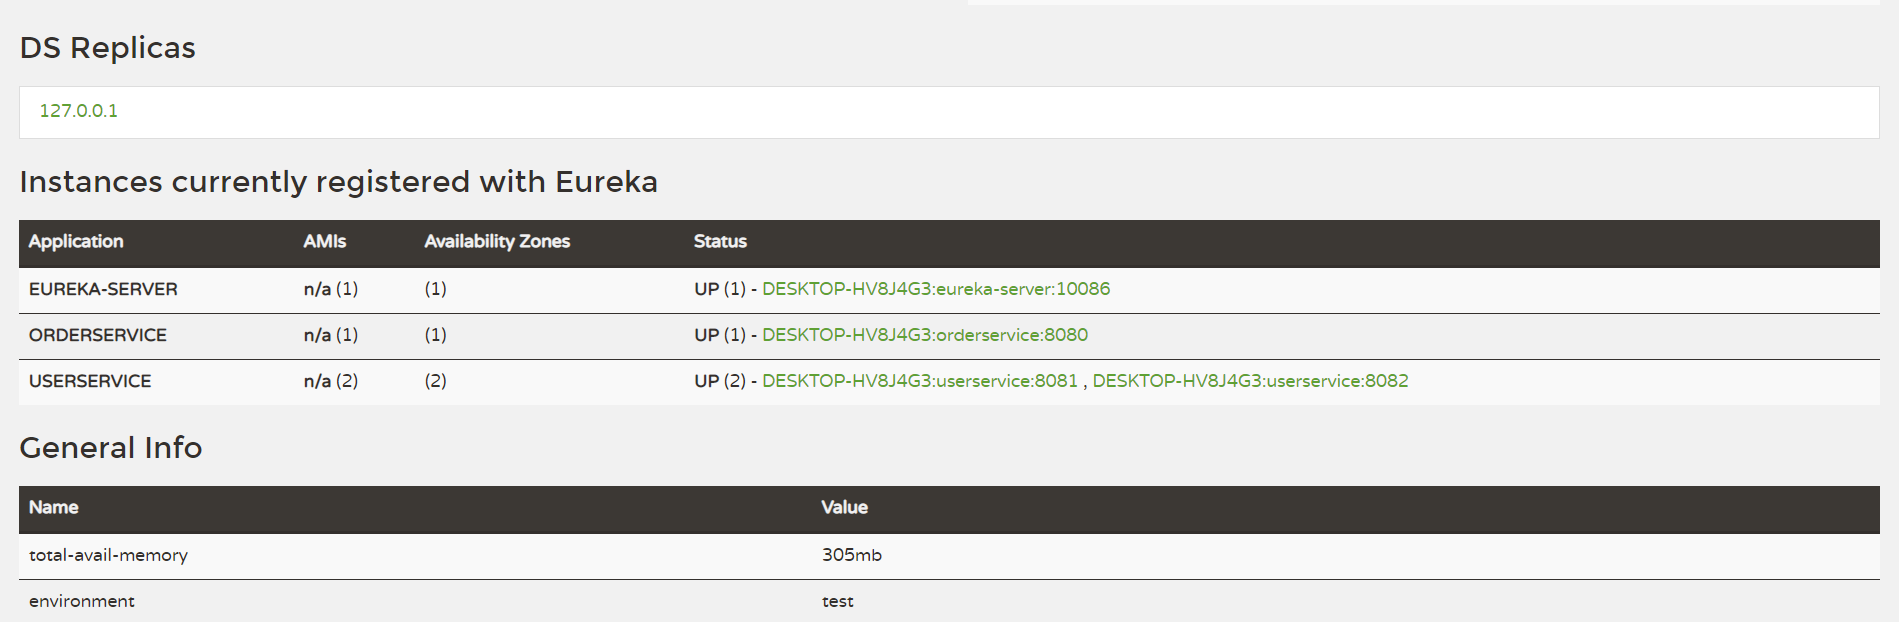 DS Replicas
127.0.0.1
Instances currently registered with Eureka
Application AMIs Availability Zones Status
EUREKA-SERVER n/a (1) (1) UP (1) - DESKTOP-HV8J4G3:eureka-server:10086
ORDERSERVICE n/a (1) (1) UP (1) - DESKTOP-HV8J4G3:orderservice:8080
USERSERVICE n/a (2) (2) UP (2) - DESKTOP-HV8J4G3:userservice:8081 , DESKTOP-HV8J4G3:userservice:8082
General Info
Name Value
total-avail-memory 305mb
environment test